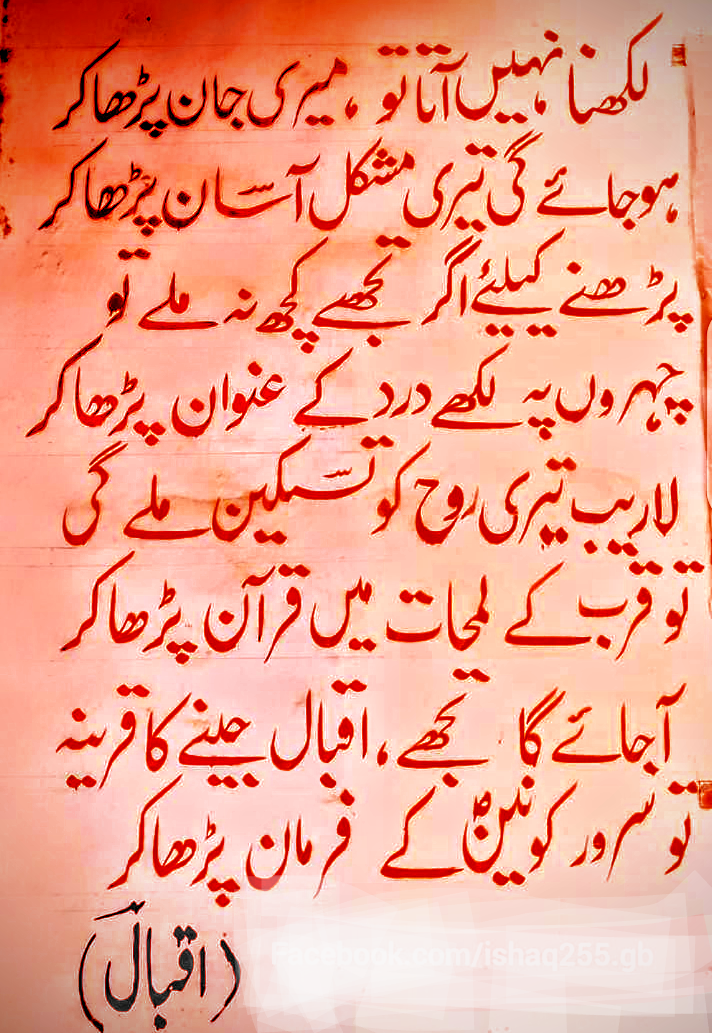 لکھنا نہیں آتا تو ، میری جان پڑھا کر
ہو جائے گی تیری مشکل آسان پڑھا کر
پڑھنے کیلئے اگر تجھے کچھ نہ ملے تو
چہروں پہ لکھے درد کے عنوان پڑھا کر
لاریب تیری روح کو تسکین ملے گی
تو قرب کے لمحات میں قرآن پڑھا کر
آ جائے گا تجھے ، اقبال جینے کا قرینہ
تو سرور کونینؐ کے فرمان پڑھا کر
(اقبالؒ)
Facebook.com/ishaq255.gb